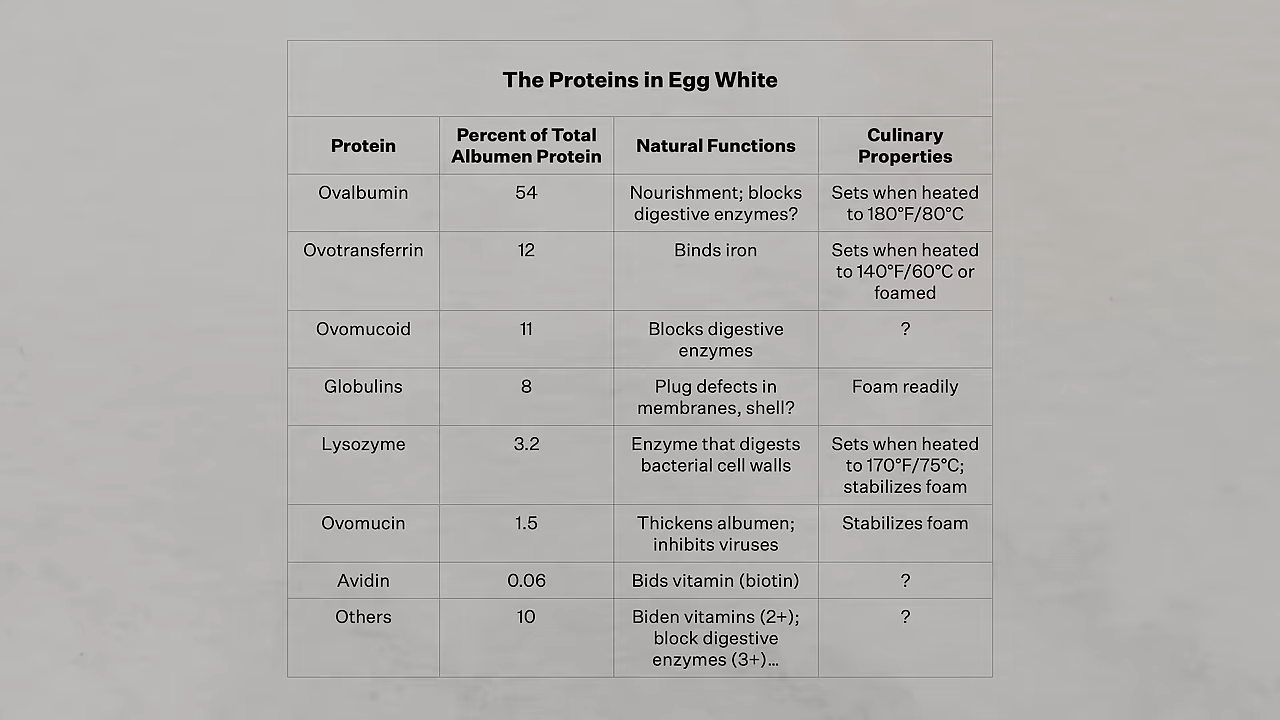 The Proteins in Egg White
Protein
Percent of Total
Albumen Protein
Natural Functions
Culinary
Properties
Ovalbumin
54
Nourishment; blocks
digestive enzymes?
Sets when heated
to 180°F/80°C
Ovotransferrin
12
Binds iron
Sets when heated
to 140°F/60°C or
foamed
Ovomucoid
11
Blocks digestive
enzymes
?
Globulins
8
Plug defects in
membranes, shell?
Foam readily
Lysozyme
3.2
Enzyme that digests
bacterial cell walls
Sets when heated
to 170°F/75°C;
stabilizes foam
Ovomucin
1.5
Thickens albumen;
inhibits viruses
Stabilizes foam
Avidin
0.06
Bids vitamin (biotin)
?
Others
10
Biden vitamins (2+);
block digestive
enzymes (3+)...
?